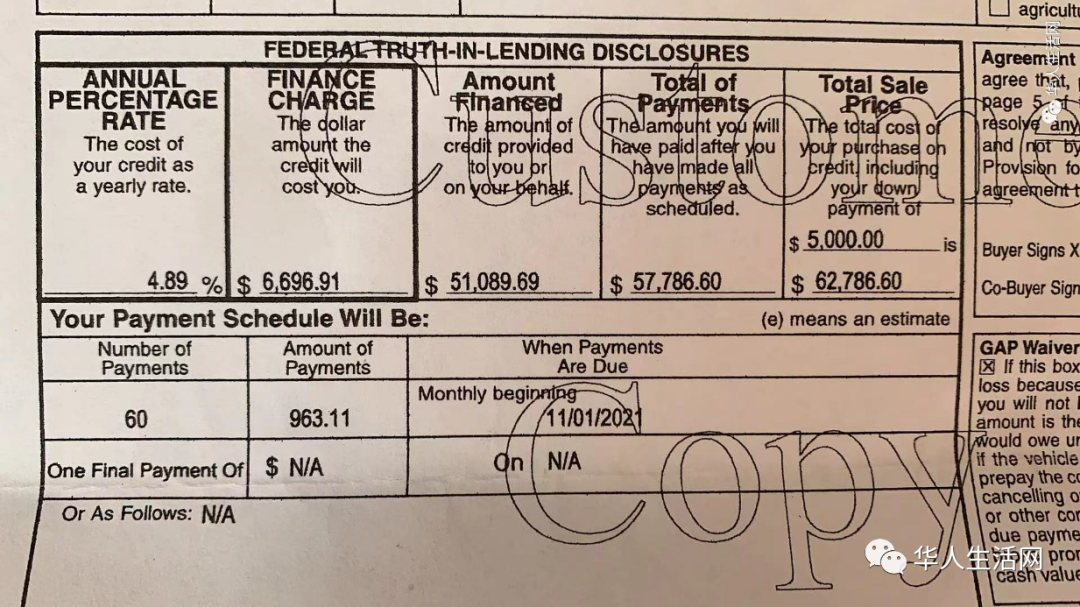 agricultu
FEDERAL TRUTH-IN-LENDING DISCLOSURES
ANNUAL
PERCENTAGE
RATE
The cost of
your credit as
a yearly rate.
4.89 %
FINANCE
CHARGE
The dollar
amount the
credit will
cost you.
$ 6,696.91
Amount
Financed
The amount of
credit provided
to you or
on your behalf.
$ 51,089.69
Total of
Payments
The amount you will
have paid after you
have made all
payments as
scheduled.
$ 57,786.60
Total Sale
Price
The total cost of
your purchase on
credit, including
your down
payment of
$ 5,000.00 is
$ 62,786.60
Your Payment Schedule Will Be:
(e) means an estimate
Number of
Payments
Amount of
Payments
When Payments
Are Due
60
963.11
Monthly beginning
11/01/2021
One Final Payment Of
$ N/A
On N/A
Or As Follows: N/A
Agreement
agree that,
page 5 of
resolve any
and not by
Provision fo
agreement t
Buyer Signs X
Co-Buyer Sign
GAP Waiver
If this box
loss because
you will not
amount is the
would owe un
if the vehicle
prepay the co
cancelling o
or other con
due payme
pron
cash value
Custom
Copy
华人生活网